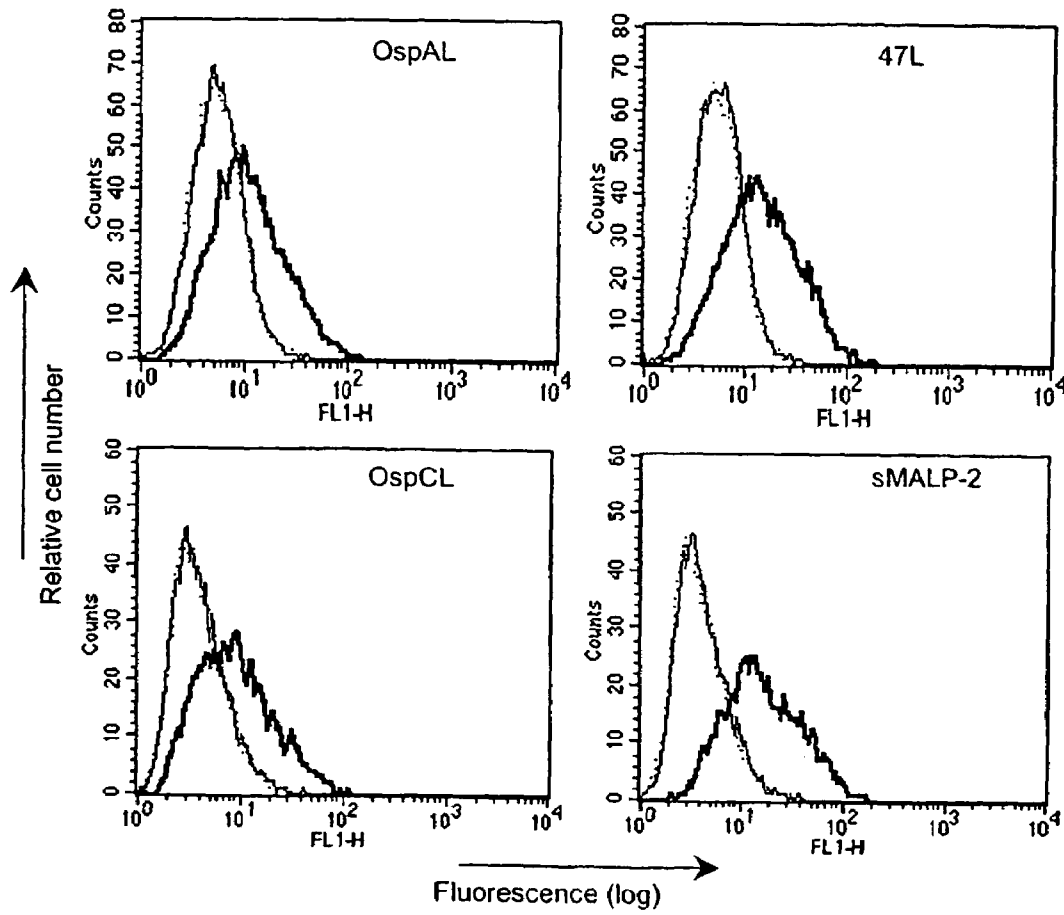 OspAL
80
70
60
50
40
30
20
10
0
Counts
10⁰ 10¹ 10² 10³ 10⁴
FL1-H
47L
80
70
60
50
40
30
20
10
0
Counts
10⁰ 10¹ 10² 10³ 10⁴
FL1-H
Relative cell number
OspCL
60
50
40
30
20
10
0
Counts
10⁰ 10¹ 10² 10³ 10⁴
FL1-H
sMALP-2
60
50
40
30
20
10
0
Counts
10⁰ 10¹ 10² 10³ 10⁴
FL1-H
Fluorescence (log)